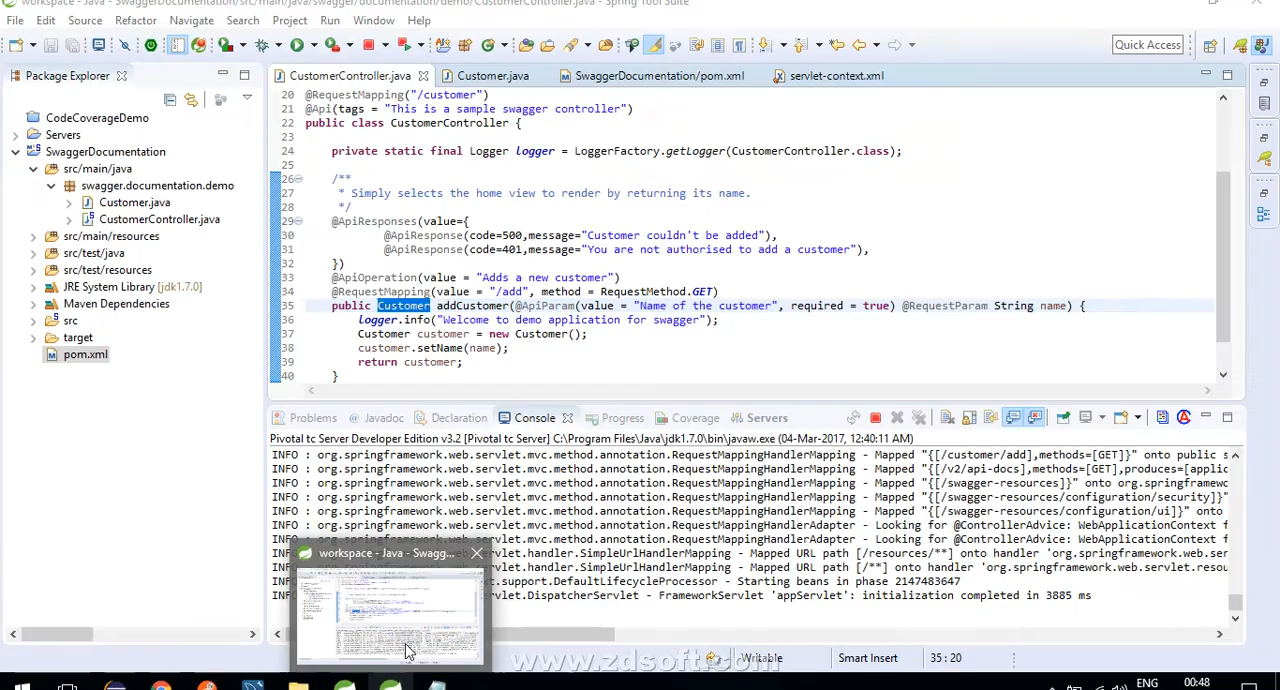 workspace - Java - SwaggerDocumentation/src/main/java/swagger/documentation/demo/CustomerController.java - Spring Tool Suite
File Edit Source Refactor Navigate Search Project Run Window Help
Quick Access
Package Explorer
CustomerController.java Customer.java SwaggerDocumentation/pom.xml servlet-context.xml
CodeCoverageDemo
Servers
SwaggerDocumentation
src/main/java
swagger.documentation.demo
Customer.java
CustomerController.java
src/main/resources
src/test/java
src/test/resources
JRE System Library [jdk1.7.0]
Maven Dependencies
src
target
pom.xml
20 @RequestMapping("/customer")
21 @Api(tags = "This is a sample swagger controller")
22 public class CustomerController {
23
24 private static final Logger logger = LoggerFactory.getLogger(CustomerController.class);
25
26 /**
27 * Simply selects the home view to render by returning its name.
28 */
29 @ApiResponses(value={
30 @ApiResponse(code=500,message="Customer couldn't be added"),
31 @ApiResponse(code=401,message="You are not authorised to add a customer"),
32 })
33 @ApiOperation(value = "Adds a new customer")
34 @RequestMapping(value = "/add", method = RequestMethod.GET)
35 public Customer addCustomer(@ApiParam(value = "Name of the customer", required = true) @RequestParam String name) {
36 logger.info("Welcome to demo application for swagger");
37 Customer customer = new Customer();
38 customer.setName(name);
39 return customer;
40 }
Problems @ Javadoc Declaration Console Progress Coverage Servers
Pivotal tc Server Developer Edition v3.2 [Pivotal tc Server] C:\Program Files\Java\jdk1.7.0\bin\javaw.exe (04-Mar-2017, 12:40:11 AM)
INFO : org.springframework.web.servlet.mvc.method.annotation.RequestMappingHandlerMapping - Mapped "{[/customer/add],methods=[GET]}" onto public s
INFO : org.springframework.web.servlet.mvc.method.annotation.RequestMappingHandlerMapping - Mapped "{[/v2/api-docs],methods=[GET],produces=[applic
INFO : org.springframework.web.servlet.mvc.method.annotation.RequestMappingHandlerMapping - Mapped "{[/swagger-resources]}" onto org.springframewo
INFO : org.springframework.web.servlet.mvc.method.annotation.RequestMappingHandlerMapping - Mapped "{[/swagger-resources/configuration/security]}"
INFO : org.springframework.web.servlet.mvc.method.annotation.RequestMappingHandlerMapping - Mapped "{[/swagger-resources/configuration/ui]}" onto
INFO : org.springframework.web.servlet.mvc.method.annotation.RequestMappingHandlerAdapter - Looking for @ControllerAdvice: WebApplicationContext f
INFO : org.springframework.web.servlet.mvc.method.annotation.RequestMappingHandlerAdapter - Looking for @ControllerAdvice: WebApplicationContext f
workspace - Java - Swagg...
servlet.handler.SimpleUrlHandlerMapping - Mapped URL path [/resources/**] onto handler 'org.springframework.web.serv
servlet.handler.SimpleUrlHandlerMapping - Mapped URL path [/**] onto handler 'org.springframework.web.servlet.resou
support.DefaultLifecycleProcessor - Starting beans in phase 2147483647
servlet.DispatcherServlet - FrameworkServlet 'appServlet': initialization completed in 3885 ms
www.zdsoft.com
Writable Smart Insert 35 : 20
ENG 00:48